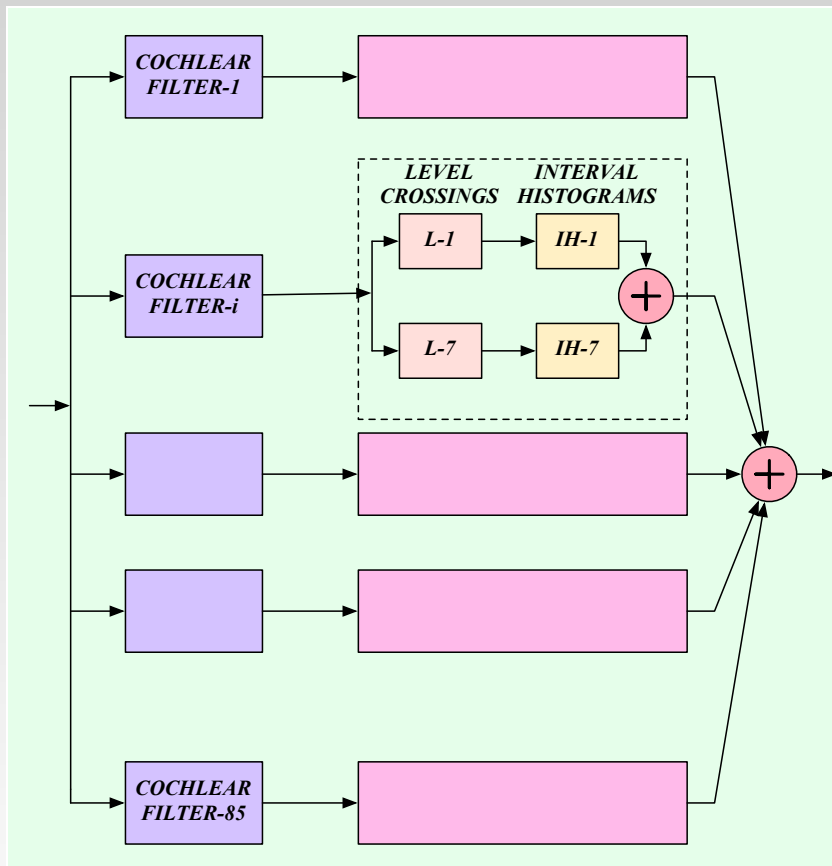 COCHLEAR
FILTER-1
LEVEL
CROSSINGS
INTERVAL
HISTOGRAMS
L-1
IH-1
COCHLEAR
FILTER-i
L-7
IH-7
COCHLEAR
FILTER-85